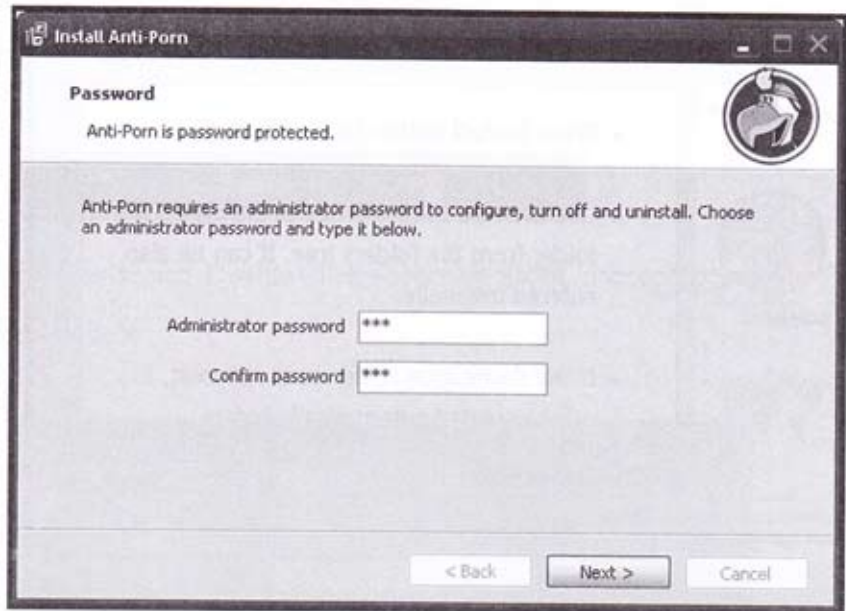 Install Anti-Porn
Password
Anti-Porn is password protected.
Anti-Porn requires an administrator password to configure, turn off and uninstall. Choose
an administrator password and type it below.
Administrator password ***
Confirm password ***
< Back Next > Cancel